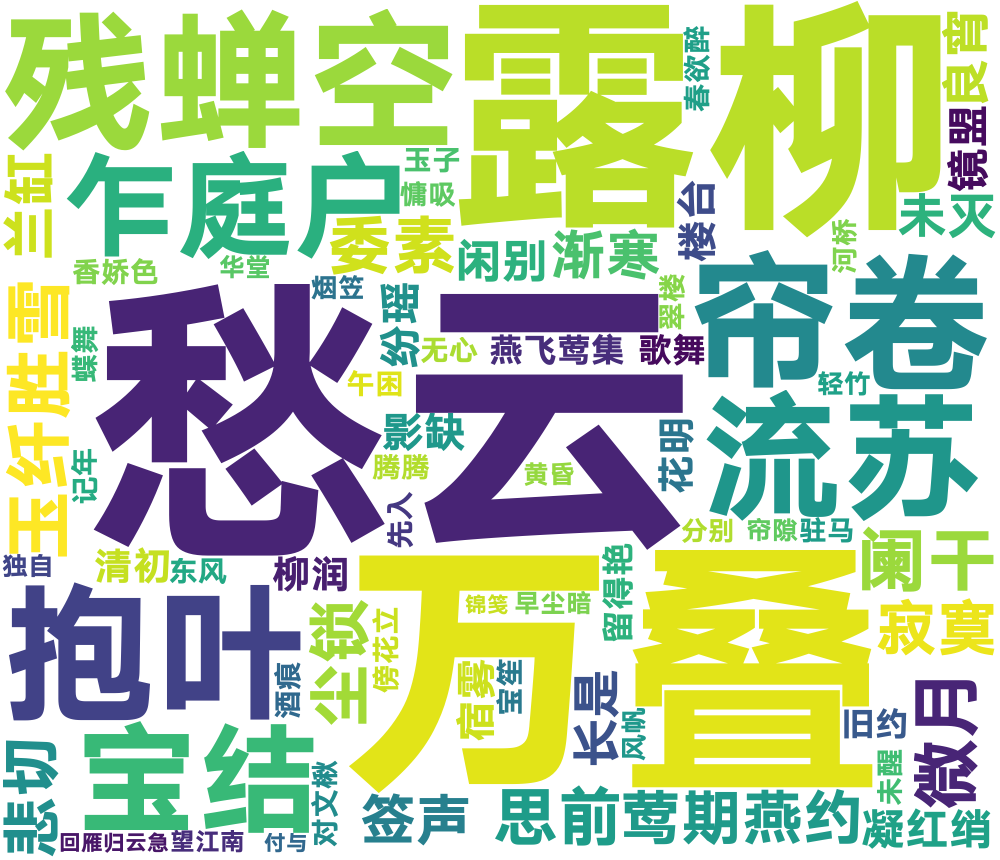 残蝉空
露柳
春欲醉
良宵
镜盟
兰缸
乍庭户
玉子
慵吸
楼台
未灭
委素
闲别
渐寒
河桥
香娇色
华堂
翠楼
帘卷
玉纤胜雪
蝶舞
愁云
纷瑶
无心
燕飞莺集
歌舞
轻竹
午困
影缺
流苏
花明
记年
腾腾
黄昏
先入
分别
帘隙
驻马
独自
清初
东风
柳润
万叠
留得艳
阑干
抱叶
尘锁
傍花立
锦笺
早尘暗
寂寞
酒痕
宿雾
宝笙
长是
风帆
旧约
微月
悲切
宝结
对文楸
签声
思前莺期燕约
未醒
凝红绡
回雁归云急望江南
付与